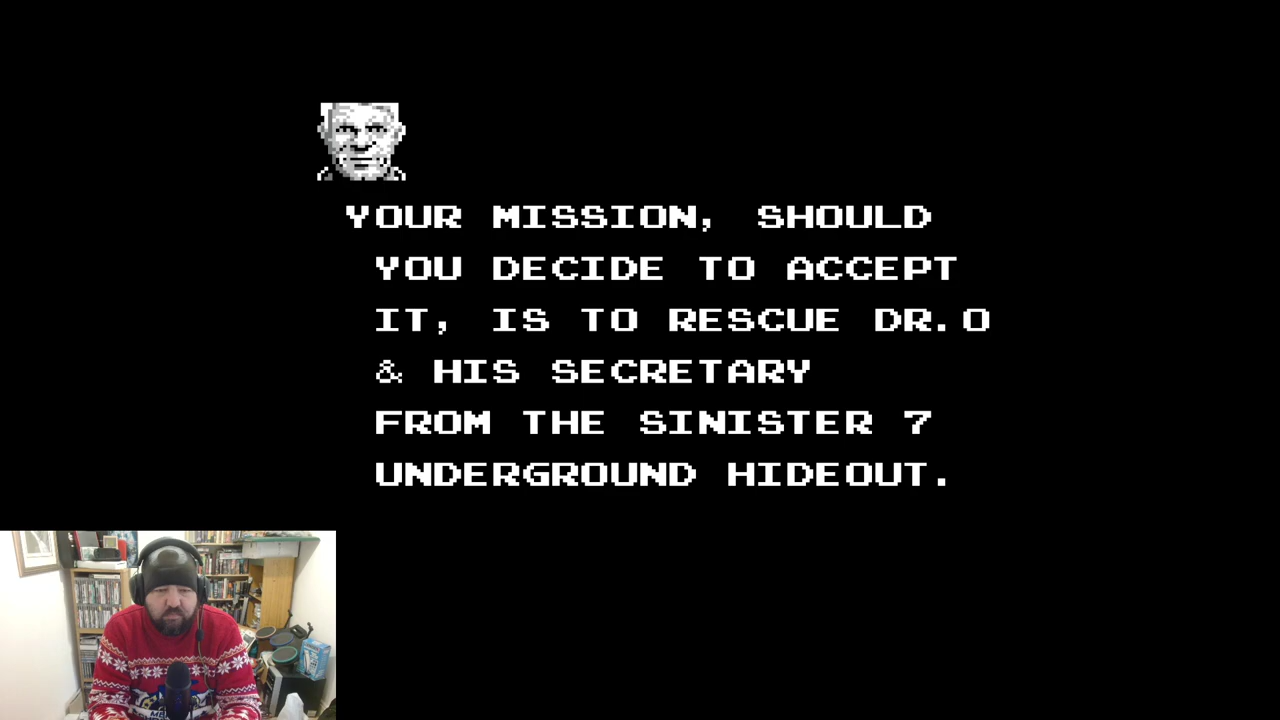 YOUR MISSION, SHOULD
YOU DECIDE TO ACCEPT
IT, IS TO RESCUE DR.O
& HIS SECRETARY
FROM THE SINISTER 7
UNDERGROUND HIDEOUT.